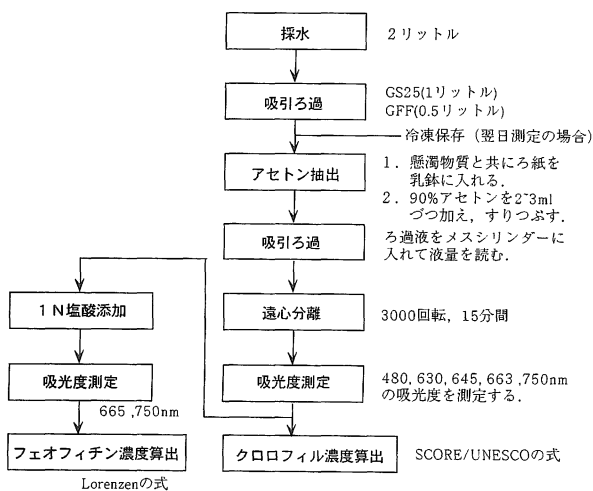 採水
2リットル
吸引ろ過
GS25(1リットル)
GFF(0.5リットル)
冷凍保存（翌日測定の場合）
アセトン抽出
1．懸濁物質と共にろ紙を
乳鉢に入れる．
2．90%アセトンを2~3ml
づつ加え，すりつぶす．
吸引ろ過
ろ過液をメスシリンダーに
入れて液量を読む．
1N塩酸添加
遠心分離
3000回転，15分間
吸光度測定
吸光度測定
480, 630, 645, 663 ,750nm
の吸光度を測定する．
665 ,750nm
フェオフィチン濃度算出
クロロフィル濃度算出
SCORE/UNESCOの式
Lorenzenの式